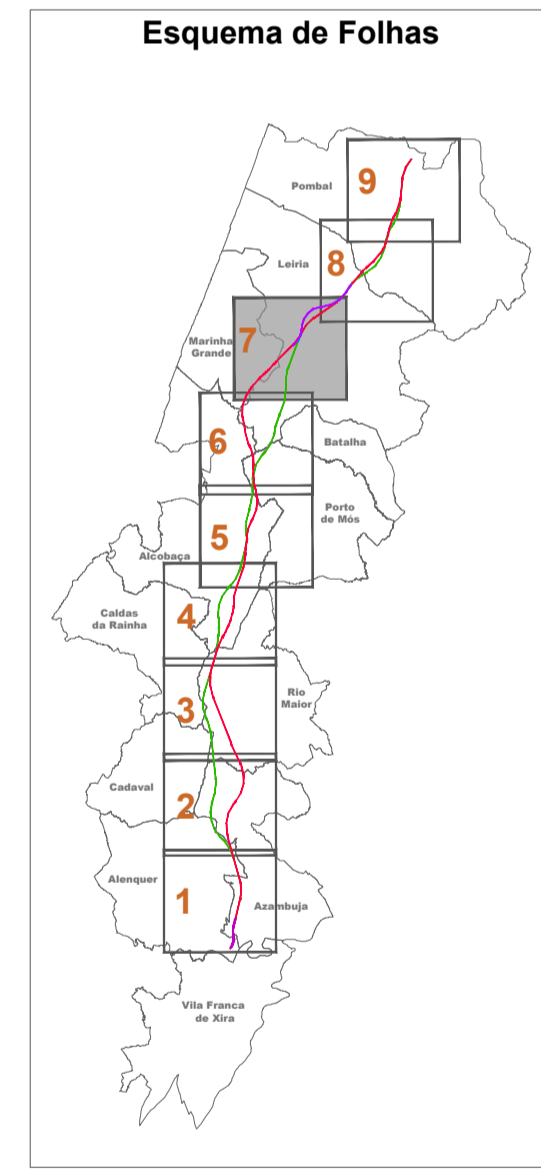 Esquema de Folhas
9
Pombal
8
Leiria
7
Marinha
Grande
6
Batalha
5
Porto
de Mós
Alcobaça
4
Caldas
da Rainha
3
Rio
Maior
2
Cadaval
1
Alenquer
Azambuja
Vila Franca
de Xira